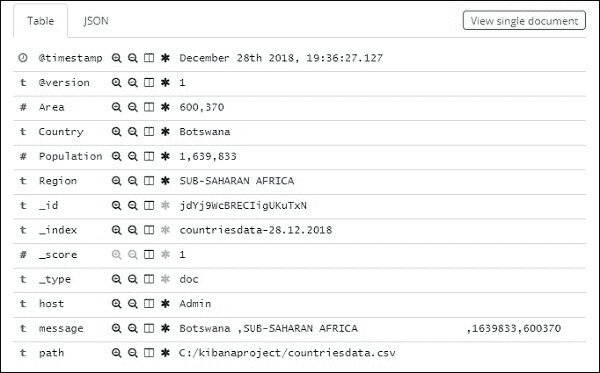 Table JSON View single document
@timestamp December 28th 2018, 19:36:27.127
t @version 1
# Area 600,370
t Country Botswana
# Population 1,639,833
t Region SUB-SAHARAN AFRICA
t _id jdYj9WcBRECIigUKuTxN
t _index countriesdata-28.12.2018
# _score 1
t _type doc
t host Admin
t message Botswana ,SUB-SAHARAN AFRICA ,1639833,600370
t path C:/kibanaproject/countriesdata.csv